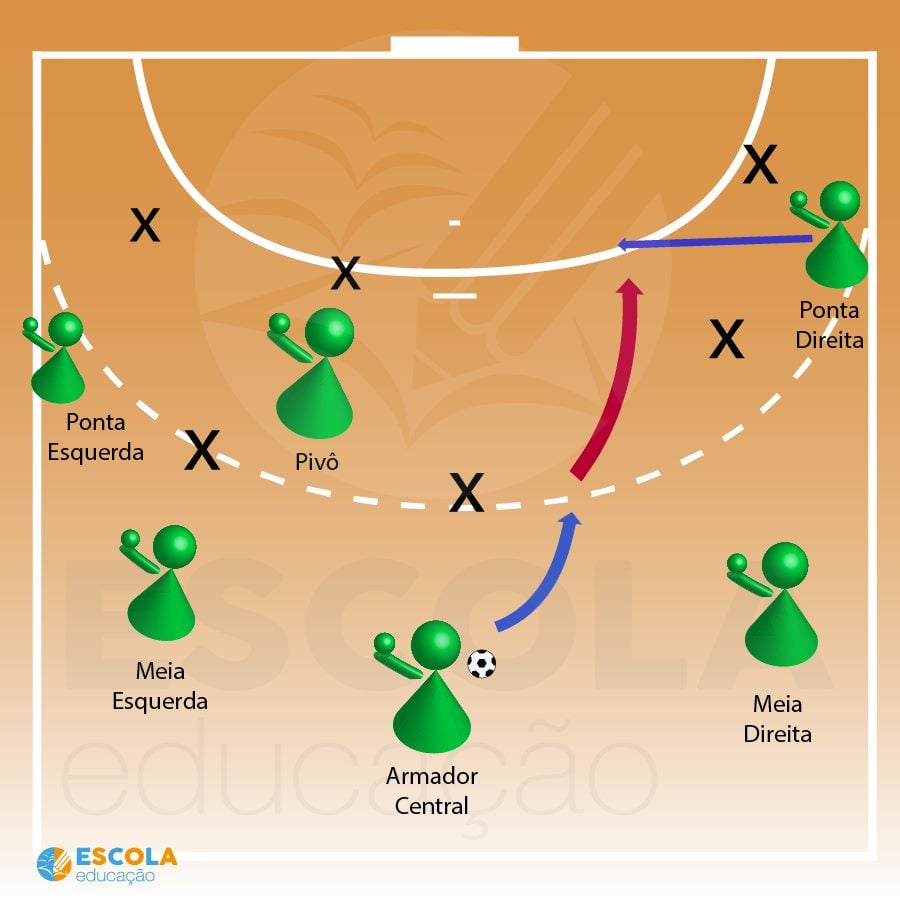 X
X
X
Ponta
Direita
X
Ponta
Esquerda
X
Pivô
X
ESCOLA
educação
Meia
Esquerda
Meia
Direita
Armador
Central
ESCOLA
educação